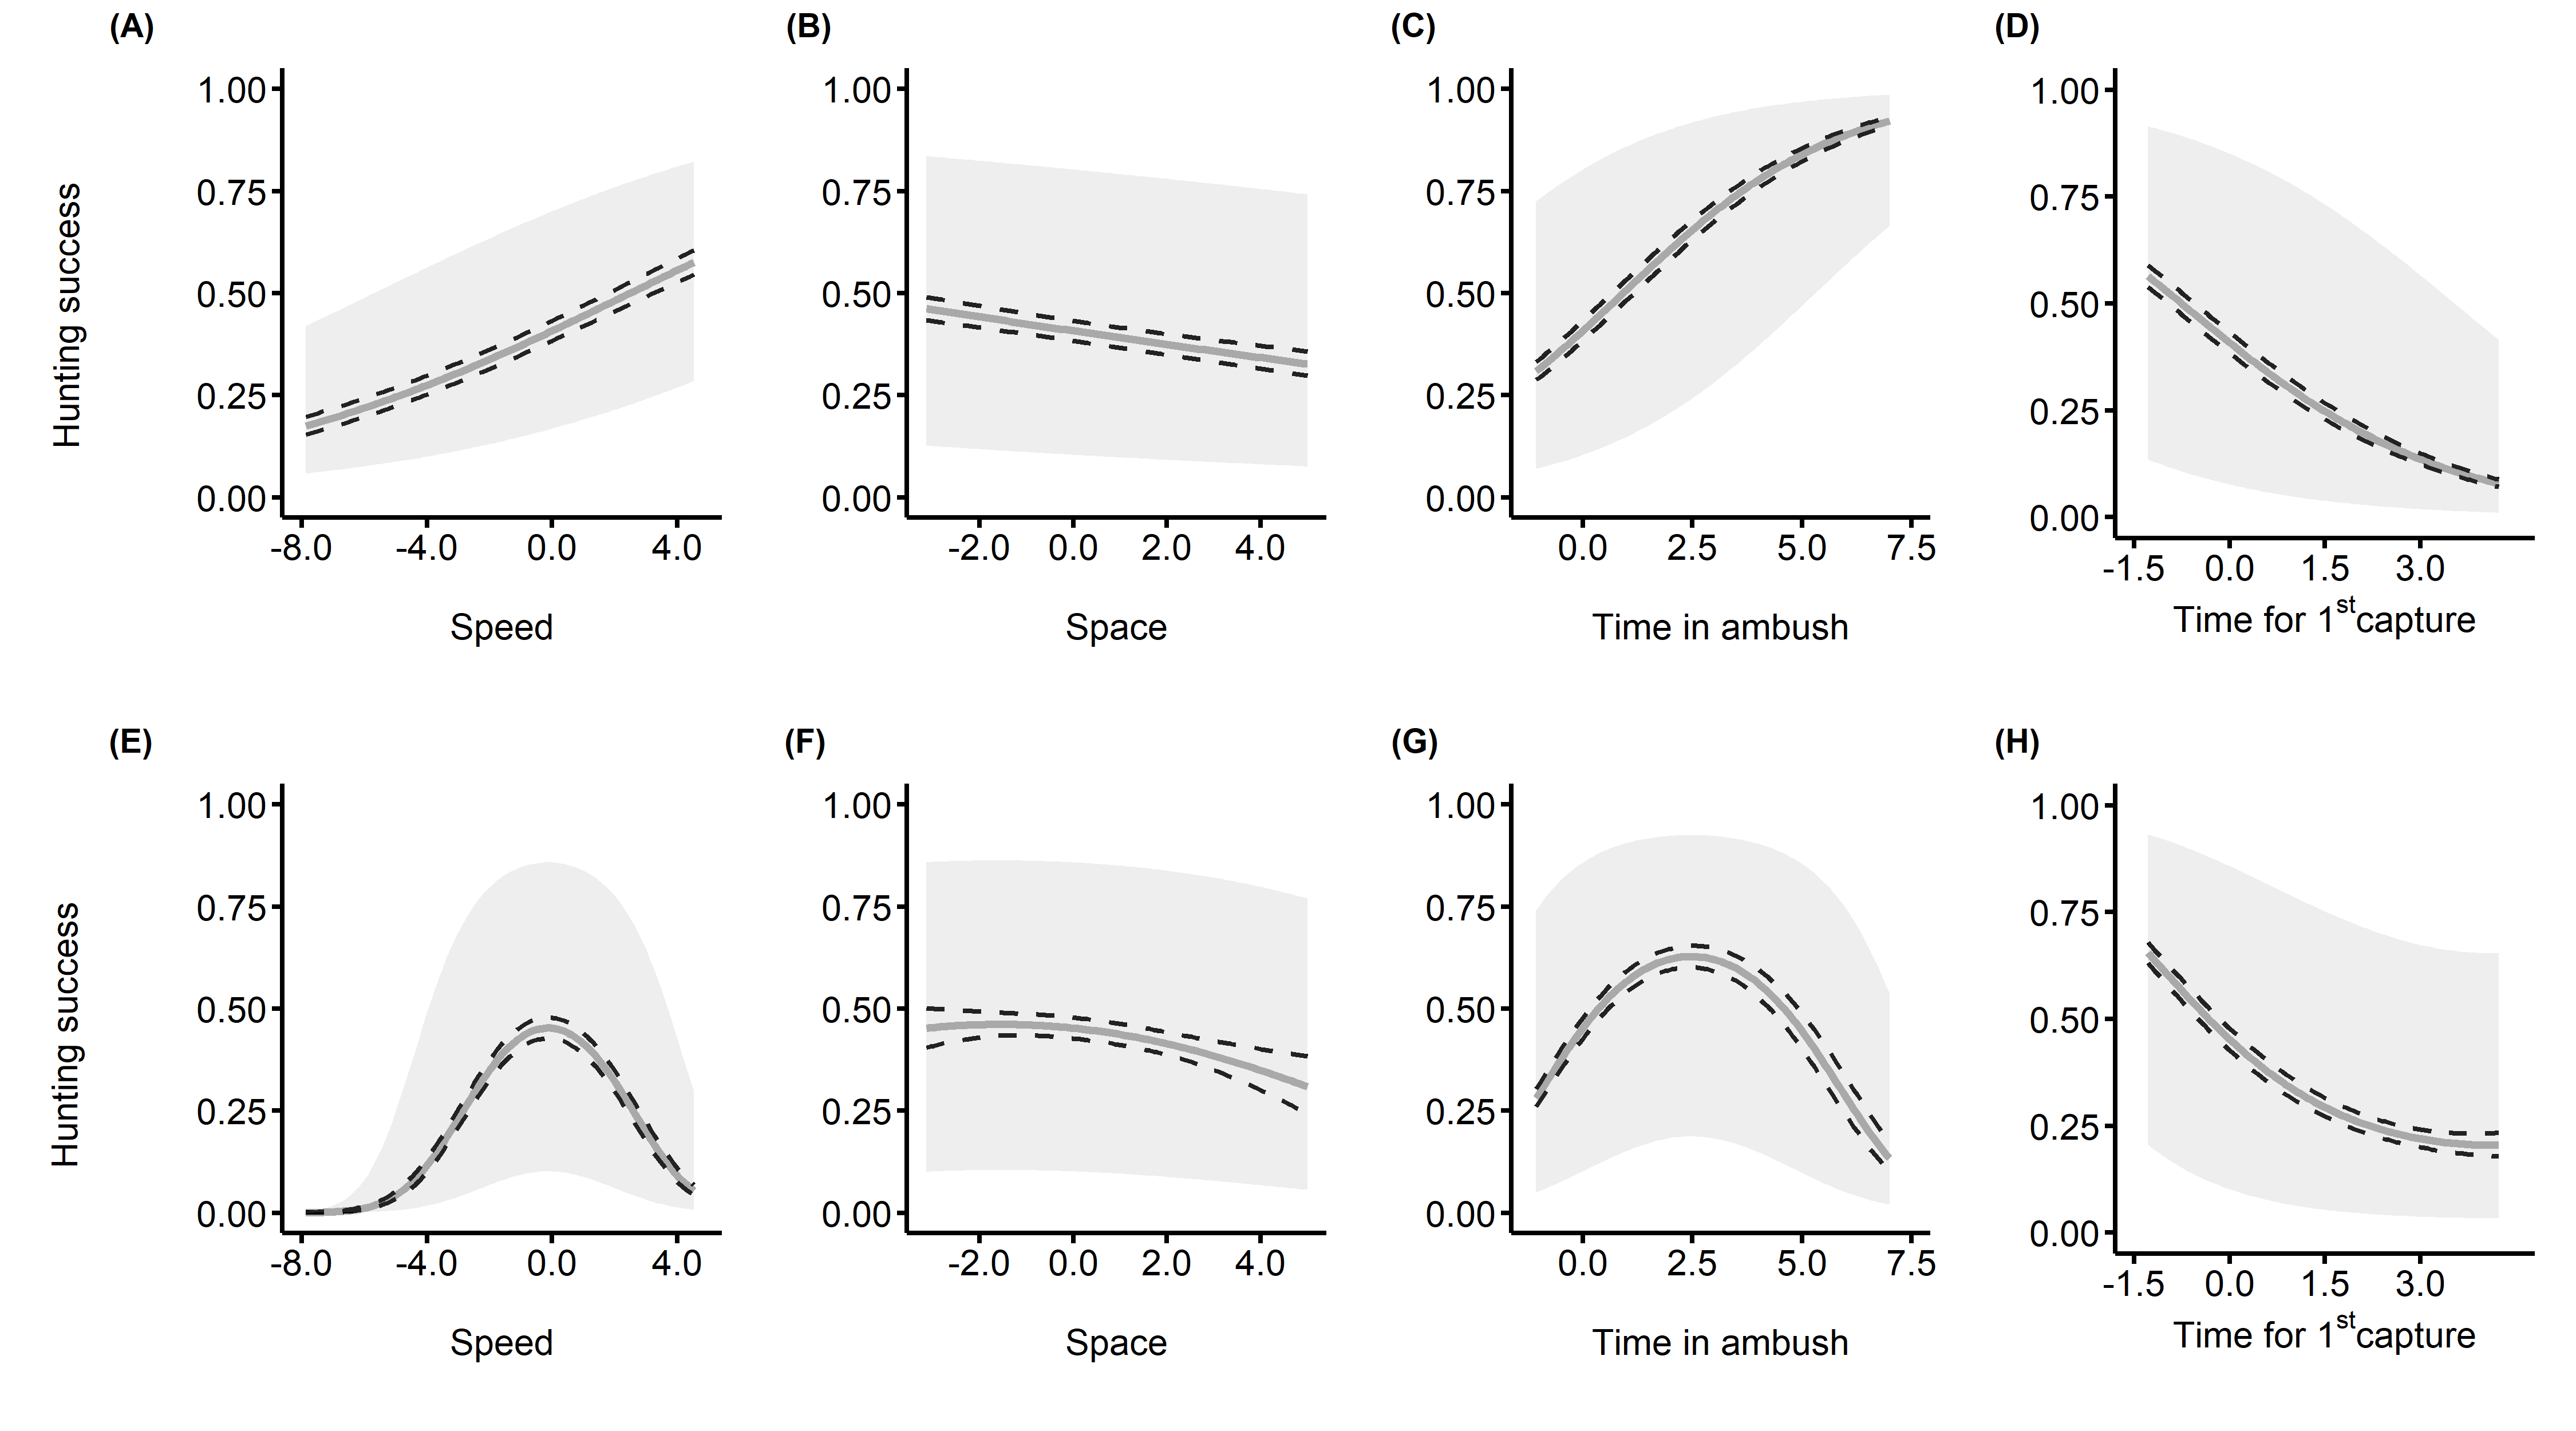 (A) (B) (C) (D)
Hunting success
1.00 1.00 1.00 1.00
0.75 0.75 0.75 0.75
0.50 0.50 0.50 0.50
0.25 0.25 0.25 0.25
0.00 0.00 0.00 0.00
-8.0 -4.0 0.0 4.0 -2.0 0.0 2.0 4.0 0.0 2.5 5.0 7.5 -1.5 0.0 1.5 3.0
Speed Space Time in ambush Time for 1st capture
(E) (F) (G) (H)
Hunting success
1.00 1.00 1.00 1.00
0.75 0.75 0.75 0.75
0.50 0.50 0.50 0.50
0.25 0.25 0.25 0.25
0.00 0.00 0.00 0.00
-8.0 -4.0 0.0 4.0 -2.0 0.0 2.0 4.0 0.0 2.5 5.0 7.5 -1.5 0.0 1.5 3.0
Speed Space Time in ambush Time for 1st capture